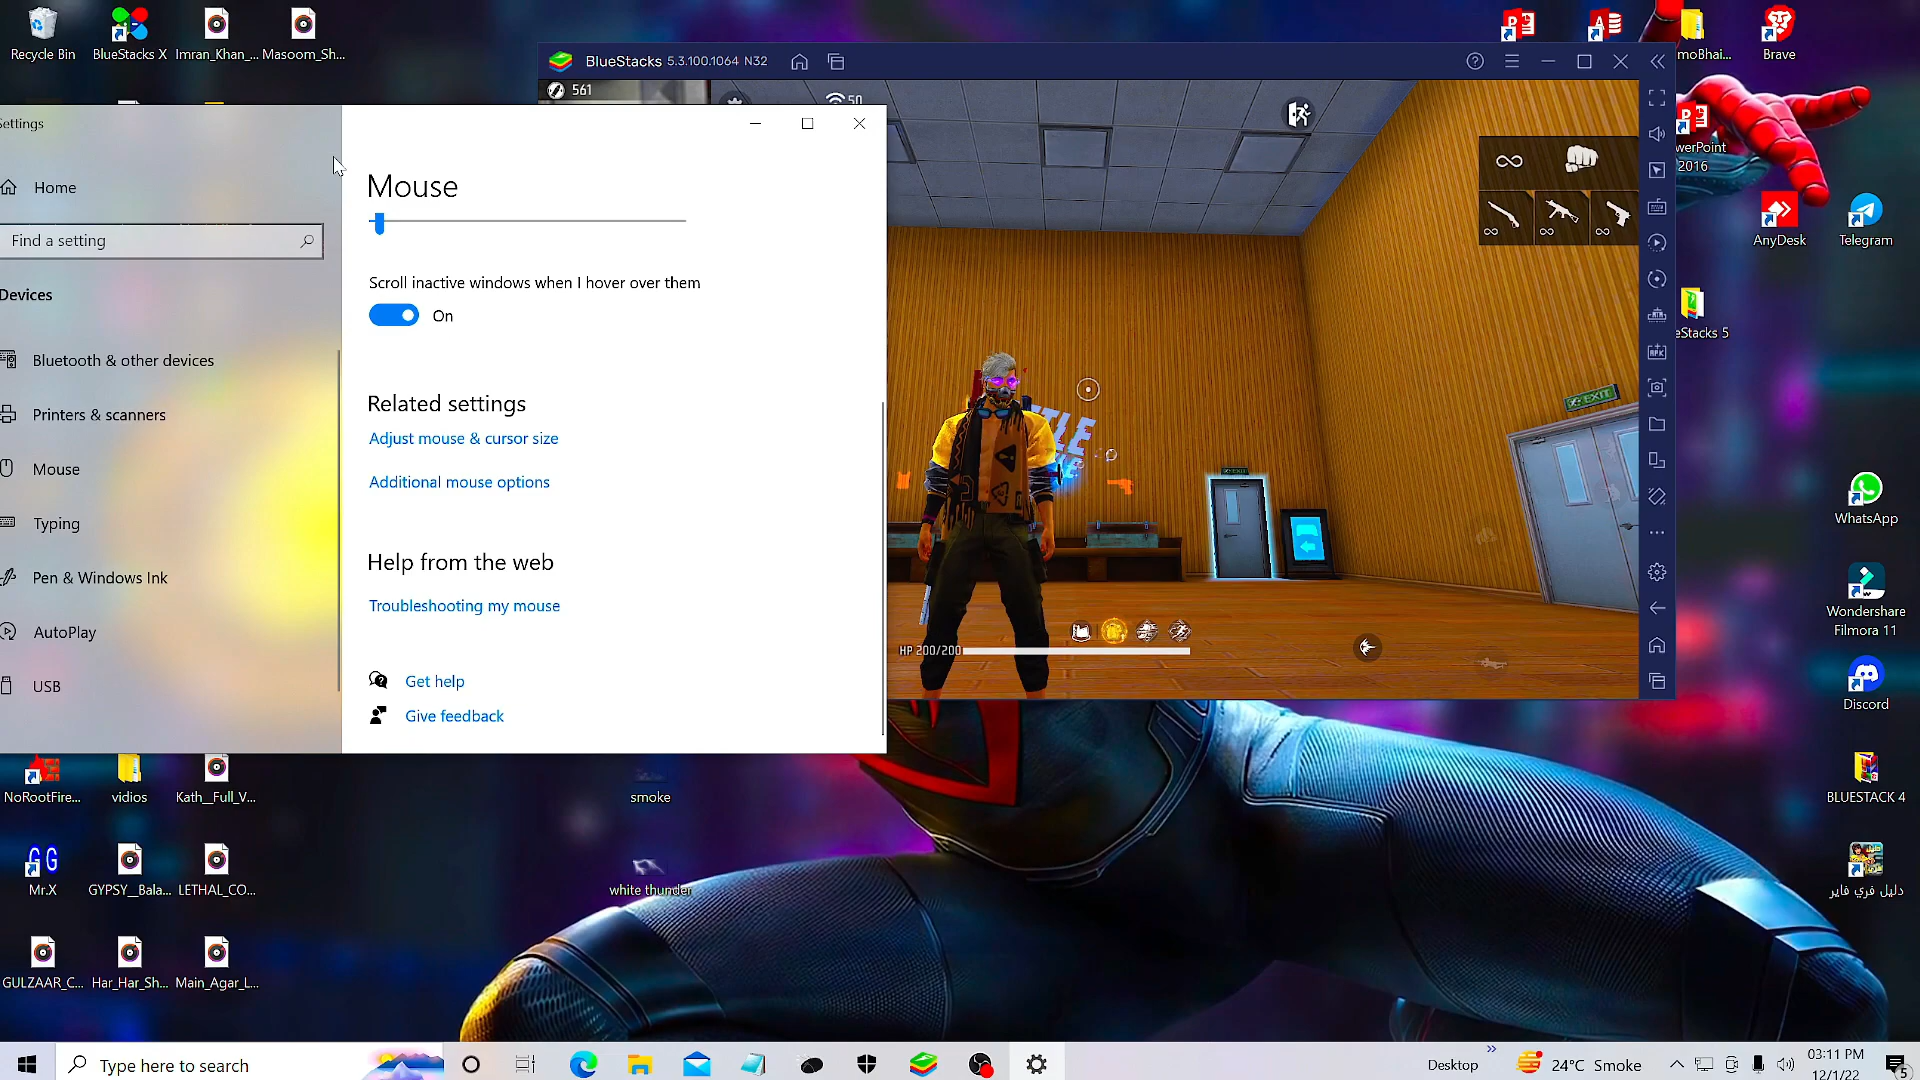 Recycle Bin
BlueStacks X
Imran_Khan_...
Masoom_Sh...
BlueStacks 5.3.100.1064 N32
moBhai...
Brave
561
50
Settings
Home
Find a setting
Devices
Bluetooth & other devices
Printers & scanners
Mouse
Typing
Pen & Windows Ink
AutoPlay
USB
Mouse
Scroll inactive windows when I hover over them
On
Related settings
Adjust mouse & cursor size
Additional mouse options
Help from the web
Troubleshooting my mouse
Get help
Give feedback
EXIT
HP 200/200
werPoint
2016
AnyDesk
Telegram
eStacks 5
WhatsApp
Wondershare
Filmora 11
Discord
BLUESTACK 4
دليل فري فاير
NoRootFire...
vidios
Kath__Full_V...
smoke
Mr.X
GYPSY__Bala...
LETHAL_CO...
white thunder
GULZAAR_C...
Har_Har_Sh...
Main_Agar_L...
Type here to search
Desktop
24°C Smoke
03:11 PM
12/1/22
5